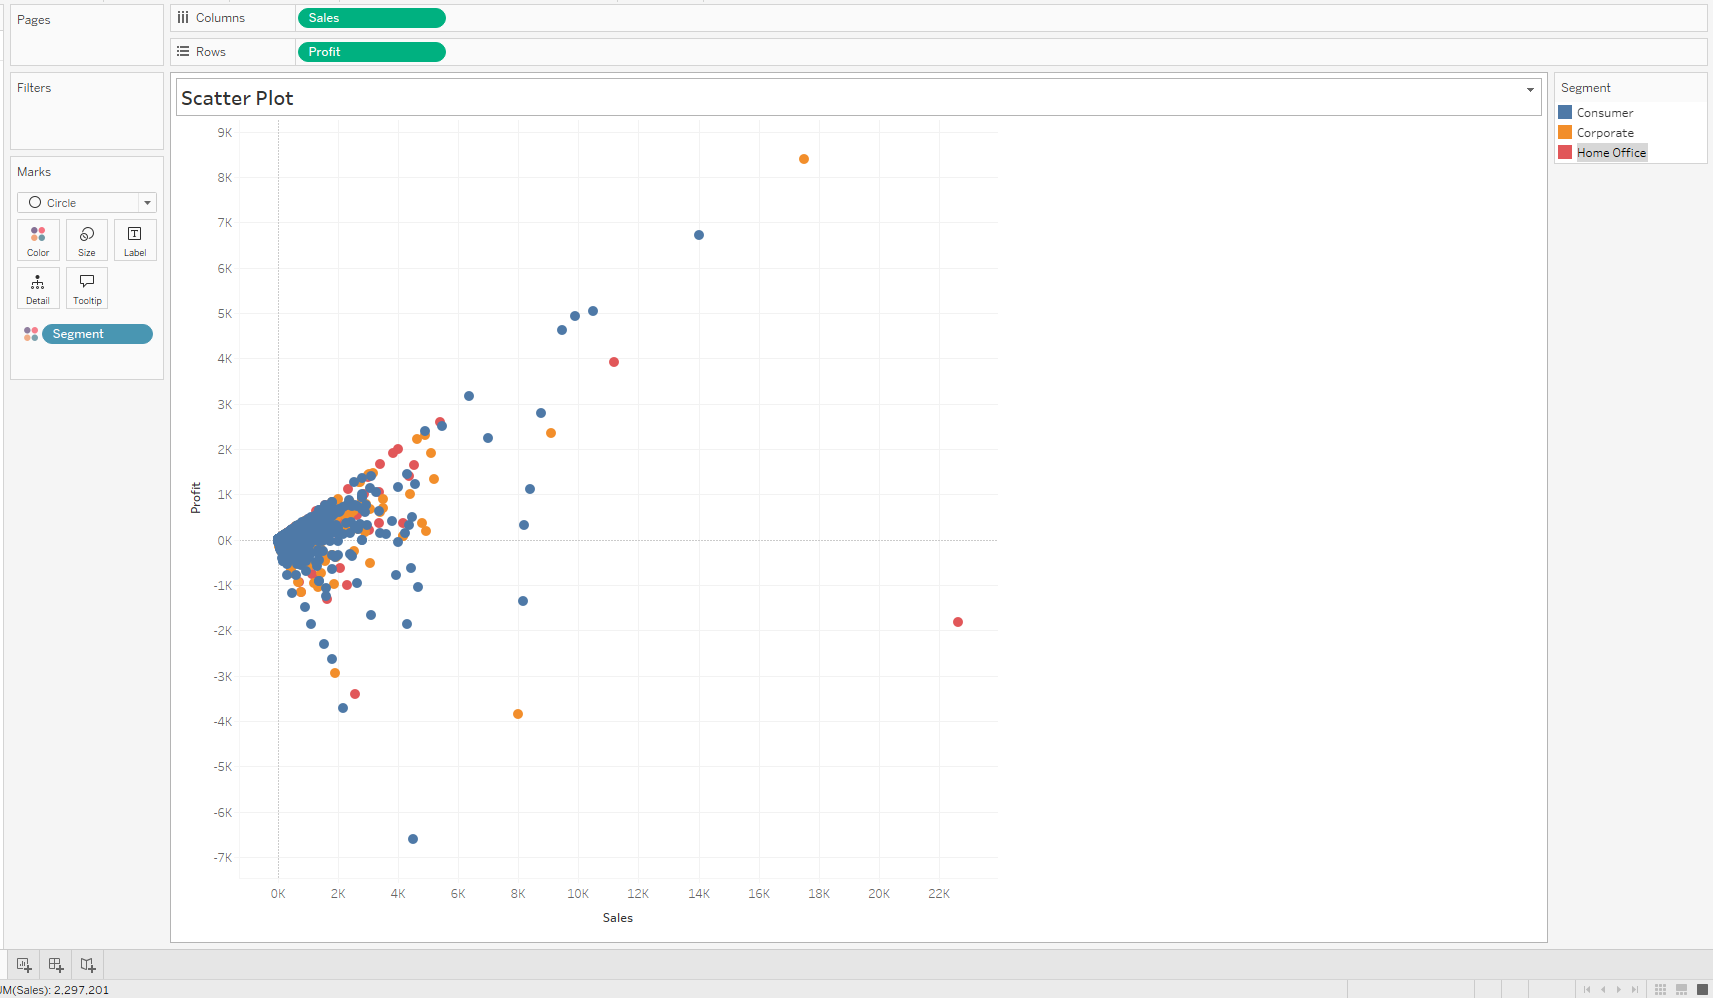 Pages
Columns
Sales
Rows
Profit
Filters
Marks
Circle
Color
Size
Label
Detail
Tooltip
Segment
Scatter Plot
9K
8K
7K
6K
5K
4K
3K
2K
1K
0K
-1K
-2K
-3K
-4K
-5K
-6K
-7K
Profit
0K 2K 4K 6K 8K 10K 12K 14K 16K 18K 20K 22K
Sales
Segment
Consumer
Corporate
Home Office
UM(Sales): 2,297,201